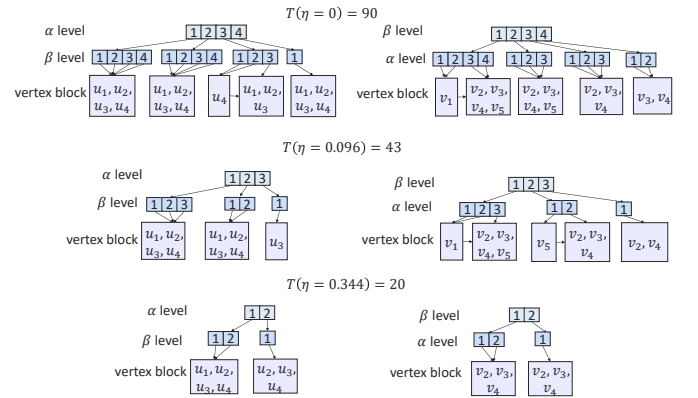 T(η = 0) = 90
α level 1 2 3 4
β level 1 2 3 4 1 2 3 4 1 2 3 1
vertex block u₁, u₂, u₃, u₄ u₁, u₂, u₃, u₄ u₄ u₁, u₂, u₃ u₁, u₂, u₃, u₄
β level 1 2 3 4
α level 1 2 3 4 1 2 3 1 2 3 1 2
vertex block v₁ v₂, v₃, v₄, v₅ v₂, v₃, v₄, v₅ v₂, v₃, v₄ v₃, v₄
T(η = 0.096) = 43
α level 1 2 3
β level 1 2 3 1 2 1
vertex block u₁, u₂, u₃, u₄ u₁, u₂, u₃, u₄ u₃
β level 1 2 3
α level 1 2 3 1 2 1
vertex block v₁ v₂, v₃, v₄, v₅ v₅ v₂, v₃, v₄ v₂, v₄
T(η = 0.344) = 20
α level 1 2
β level 1 2 1
vertex block u₁, u₂, u₃, u₄ u₂, u₃, u₄
β level 1 2
α level 1 2 1
vertex block v₂, v₃, v₄ v₂, v₃, v₄